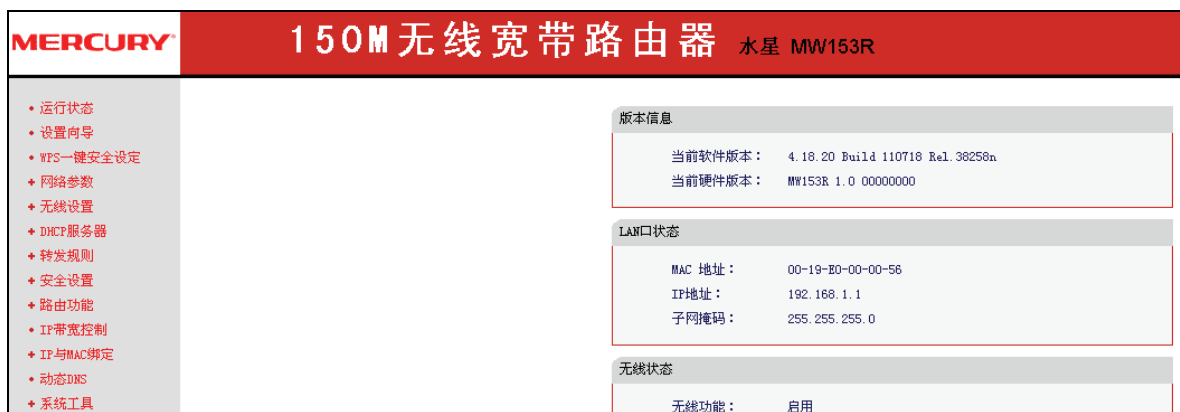 MERCURY
150M无线宽带路由器 水星 MW153R
运行状态
设置向导
WPS一键安全设定
网络参数
无线设置
DHCP服务器
转发规则
安全设置
路由功能
IP带宽控制
IP与MAC绑定
动态DNS
系统工具
版本信息
当前软件版本： 4.18.20 Build 110718 Rel.38258n
当前硬件版本： MW153R 1.0 00000000
LAN口状态
MAC 地址： 00-19-E0-00-00-56
IP地址： 192.168.1.1
子网掩码： 255.255.255.0
无线状态
无线功能： 启用